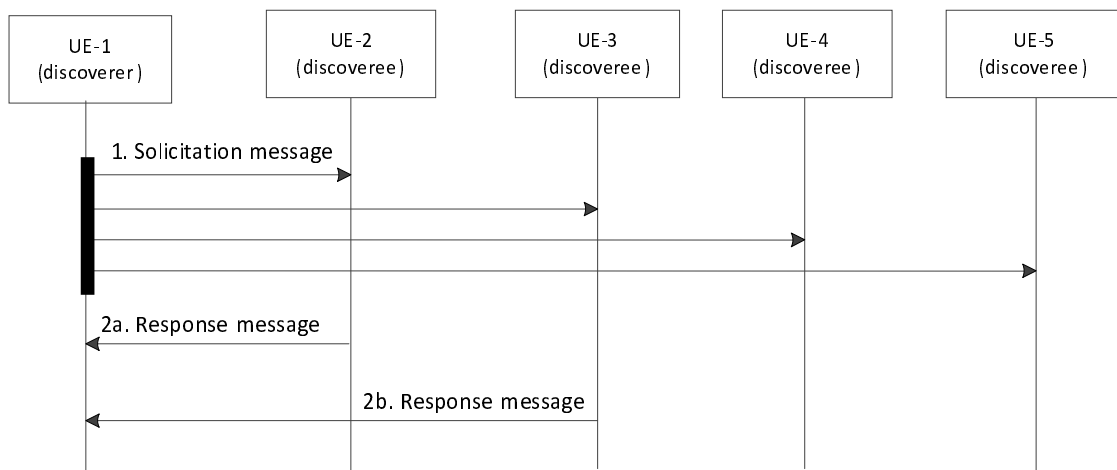 UE-1
(discoverer)
UE-2
(discoveree)
UE-3
(discoveree)
UE-4
(discoveree)
UE-5
(discoveree)
1. Solicitation message
2a. Response message
2b. Response message